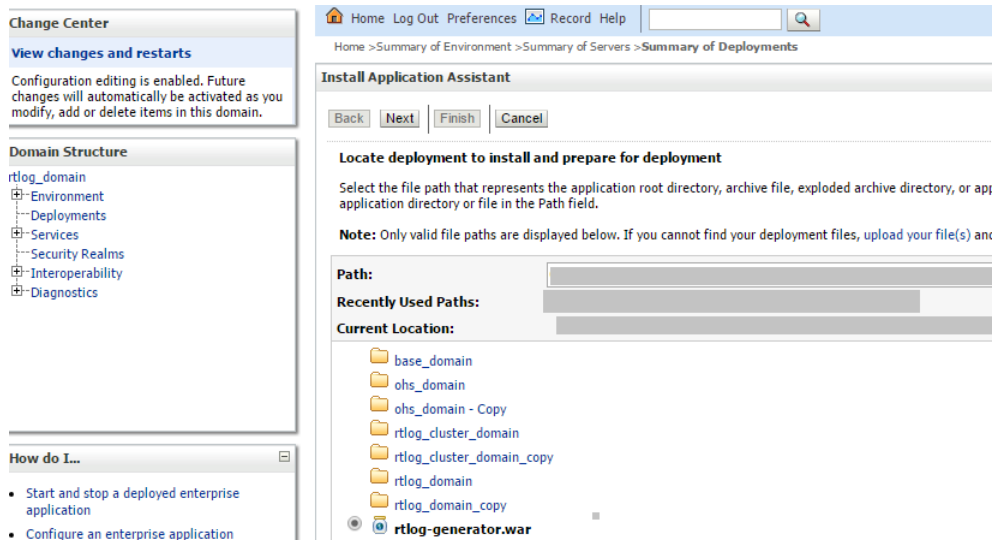 Change Center
View changes and restarts
Configuration editing is enabled. Future
changes will automatically be activated as you
modify, add or delete items in this domain.
Domain Structure
rtlog_domain
Environment
Deployments
Services
Security Realms
Interoperability
Diagnostics
How do I...
Start and stop a deployed enterprise
application
Configure an enterprise application
Home Log Out Preferences Record Help
Home >Summary of Environment >Summary of Servers >Summary of Deployments
Install Application Assistant
Back Next Finish Cancel
Locate deployment to install and prepare for deployment
Select the file path that represents the application root directory, archive file, exploded archive directory, or
application directory or file in the Path field.
Note: Only valid file paths are displayed below. If you cannot find your deployment files, upload your file(s)
Path:
Recently Used Paths:
Current Location:
base_domain
ohs_domain
ohs_domain - Copy
rtlog_cluster_domain
rtlog_cluster_domain_copy
rtlog_domain
rtlog_domain_copy
rtlog-generator.war